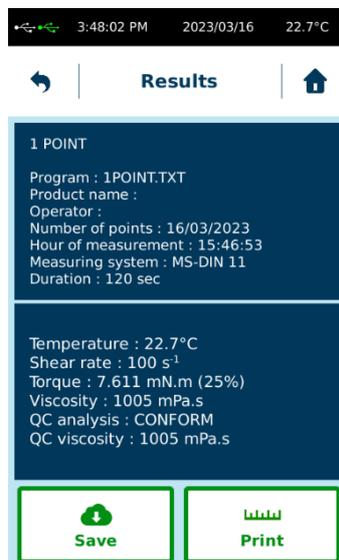 3:48:02 PM 2023/03/16 22.7°C
Results
1 POINT
Program : 1POINT.TXT
Product name :
Operator :
Number of points : 16/03/2023
Hour of measurement : 15:46:53
Measuring system : MS-DIN 11
Duration : 120 sec
Temperature : 22.7°C
Shear rate : 100 s⁻¹
Torque : 7.611 mN.m (25%)
Viscosity : 1005 mPa.s
QC analysis : CONFORM
QC viscosity : 1005 mPa.s
Save Print